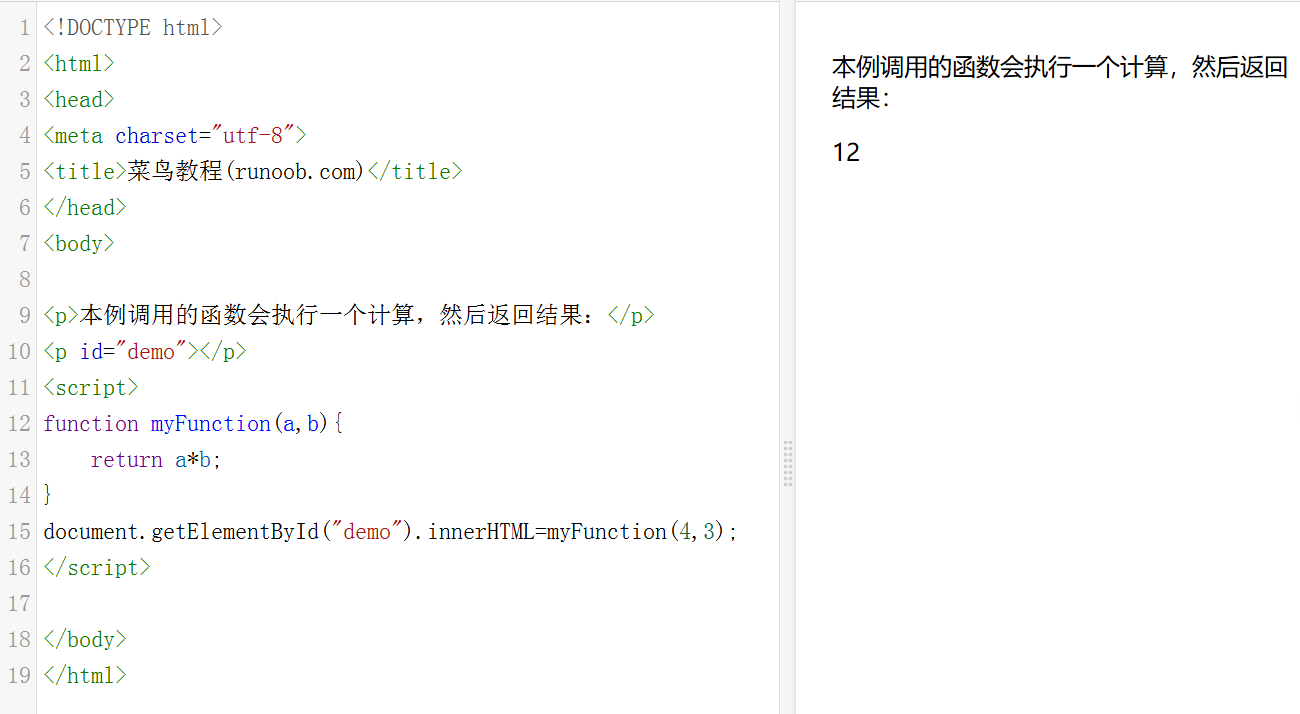 1 <!DOCTYPE html>
2 <html>
3 <head>
4 <meta charset="utf-8">
5 <title>菜鸟教程(runoob.com)</title>
6 </head>
7 <body>
8
9 <p>本例调用的函数会执行一个计算，然后返回结果：</p>
10 <p id="demo"></p>
11 <script>
12 function myFunction(a,b){
13     return a*b;
14 }
15 document.getElementById("demo").innerHTML=myFunction(4,3);
16 </script>
17
18 </body>
19 </html>
本例调用的函数会执行一个计算，然后返回
结果：
12